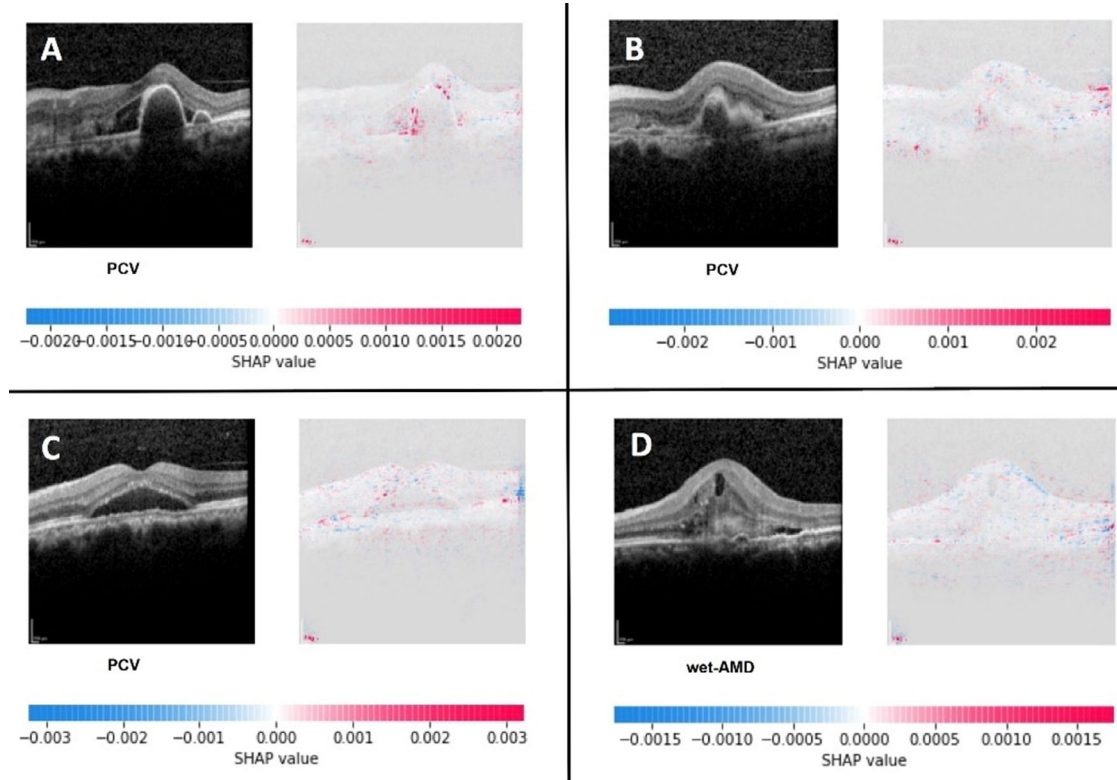 A
B
PCV
PCV
−0.0020 −0.0015 −0.0010 −0.0005 0.0000 0.0005 0.0010 0.0015 0.0020
SHAP value
−0.002 −0.001 0.000 0.001 0.002
SHAP value
C
D
PCV
wet-AMD
−0.003 −0.002 −0.001 0.000 0.001 0.002 0.003
SHAP value
−0.0015 −0.0010 −0.0005 0.0000 0.0005 0.0010 0.0015
SHAP value